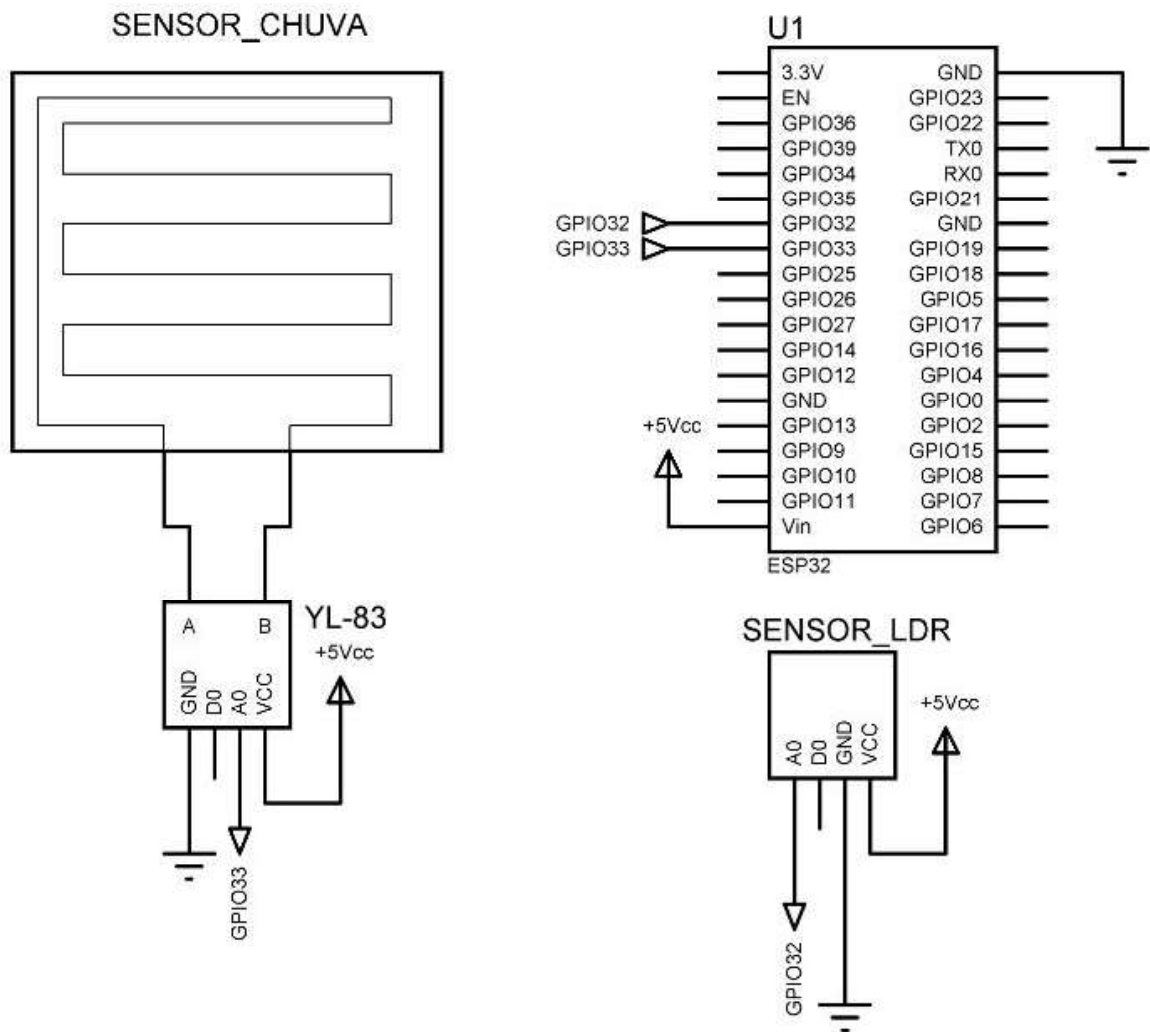 SENSOR_CHUVA
A
B
YL-83
+5Vcc
GND
D0
A0
VCC
GPIO33
U1
3.3V
EN
GPIO36
GPIO39
GPIO34
GPIO35
GPIO32
GPIO33
GPIO25
GPIO26
GPIO27
GPIO14
GPIO12
GND
GPIO13
GPIO9
GPIO10
GPIO11
Vin
GND
GPIO23
GPIO22
TX0
RX0
GPIO21
GND
GPIO19
GPIO18
GPIO5
GPIO17
GPIO16
GPIO4
GPIO0
GPIO2
GPIO15
GPIO8
GPIO7
GPIO6
GPIO32
GPIO33
+5Vcc
ESP32
SENSOR_LDR
+5Vcc
A0
D0
GND
VCC
GPIO32